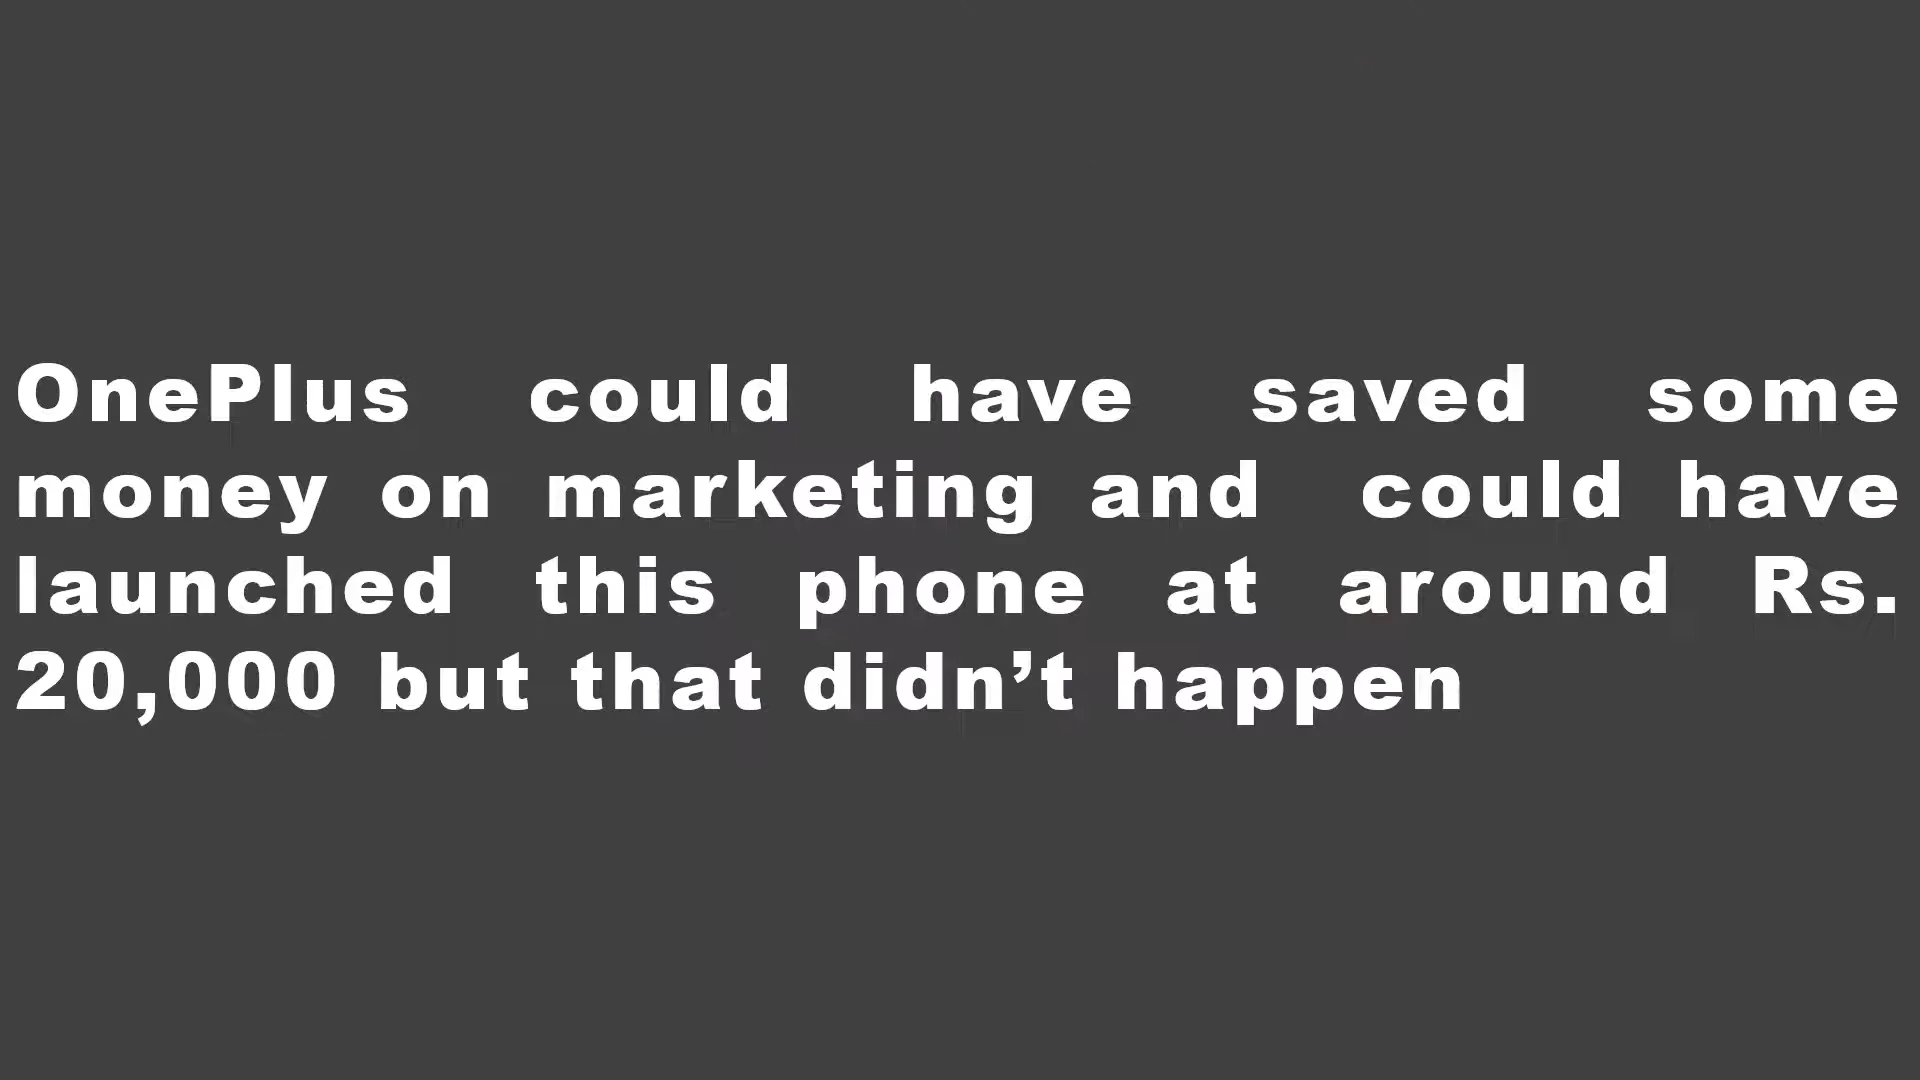 OnePlus could have saved some
money on marketing and could have
launched this phone at around Rs.
20,000 but that didn’t happen